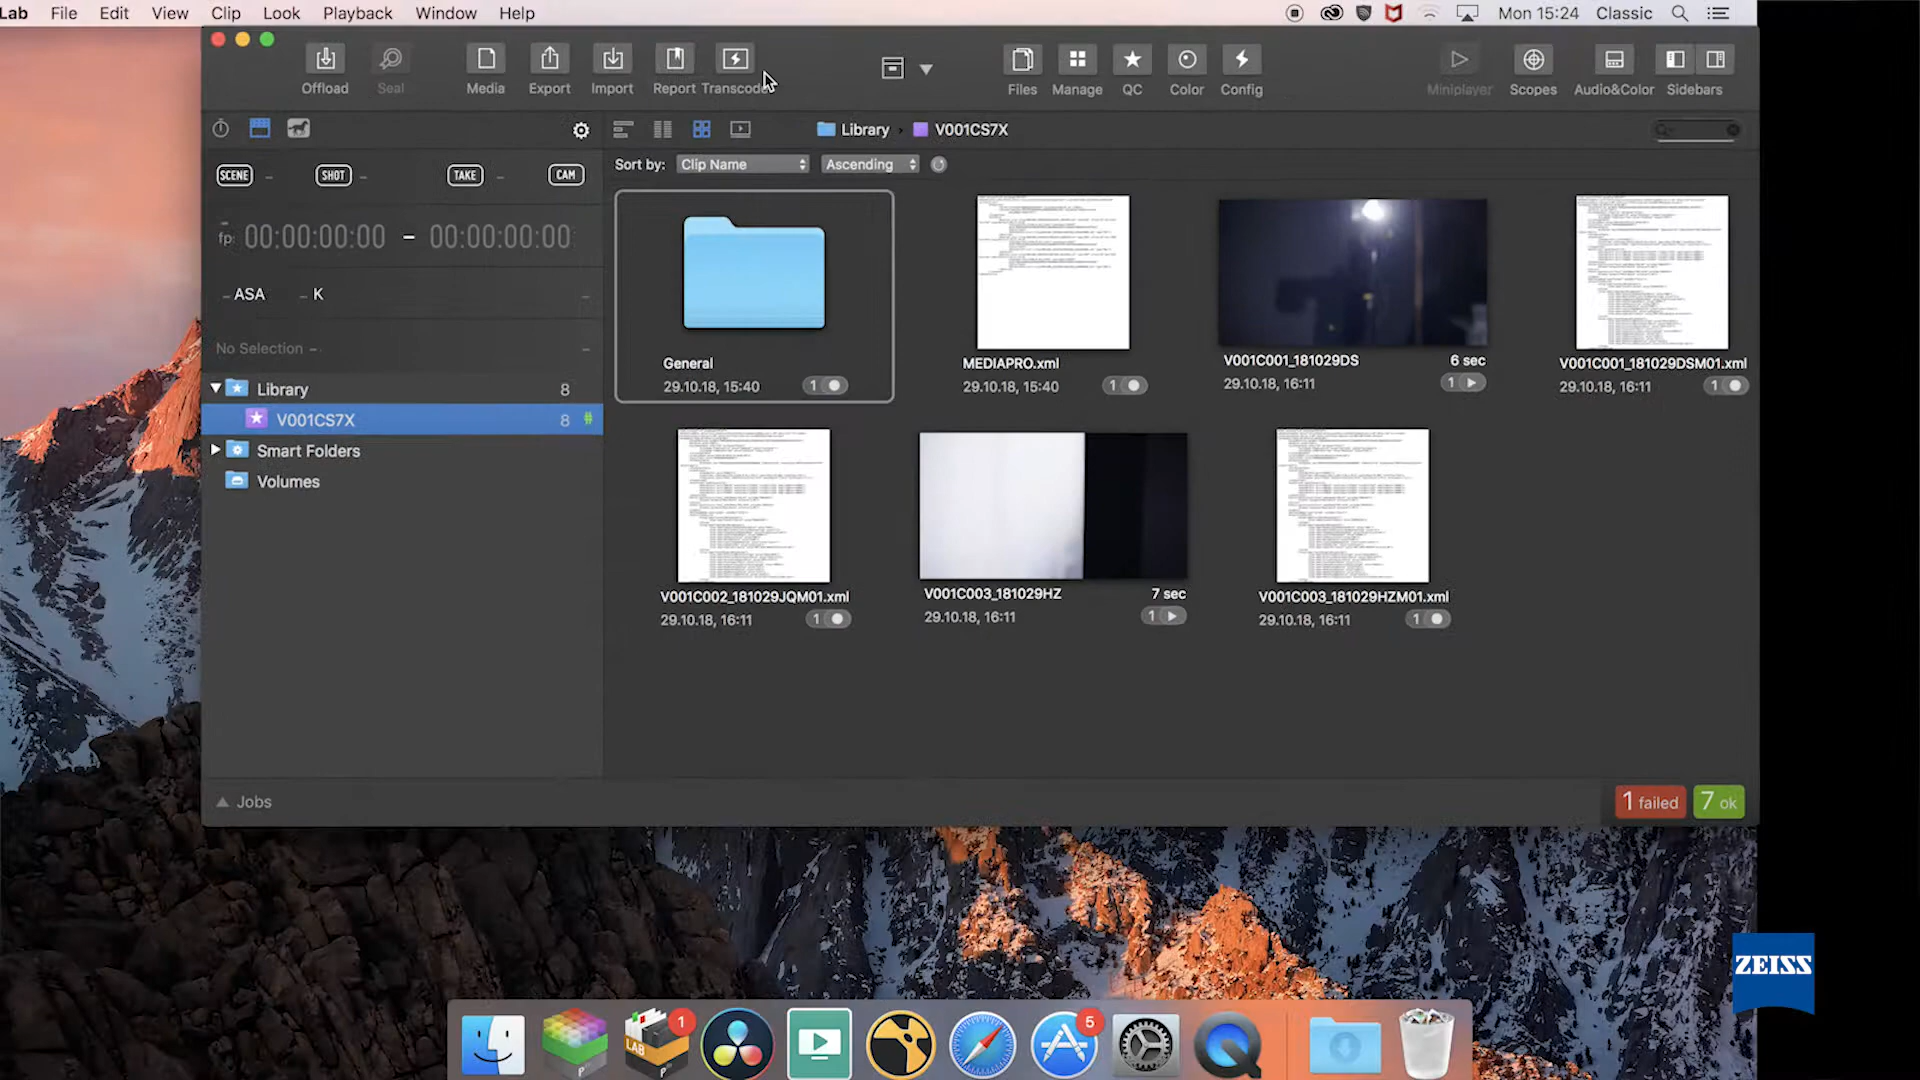 Lab File Edit View Clip Look Playback Window Help Mon 15:24 Classic
Offload Seal Media Export Import Report Transcode Files Manage QC Color Config Miniplayer Scopes Audio&Color Sidebars
Library V001CS7X
SCENE – SHOT – TAKE – CAM
Sort by: Clip Name Ascending
–
fp: 00:00:00:00 – 00:00:00:00
– ASA – K –
No Selection – –
Library 8
V001CS7X 8 #
Smart Folders
Volumes
General
29.10.18, 15:40 1
MEDIAPRO.xml
29.10.18, 15:40 1
V001C001_181029DS 6 sec
29.10.18, 16:11 1
V001C001_181029DSM01.xml
29.10.18, 16:11 1
V001C002_181029JQM01.xml
29.10.18, 16:11 1
V001C003_181029HZ 7 sec
29.10.18, 16:11 1
V001C003_181029HZM01.xml
29.10.18, 16:11 1
Jobs 1 failed 7 ok
ZEISS
LAB 1 5